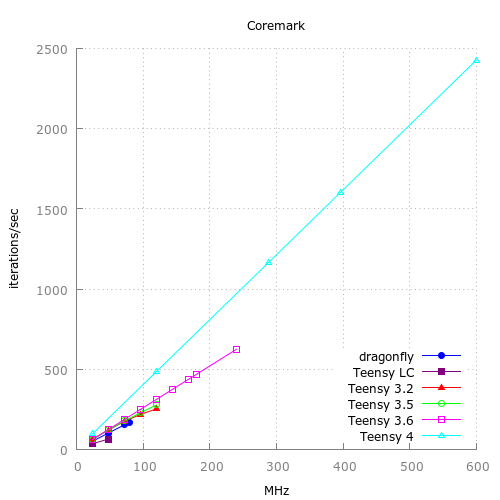 Coremark
2500
2000
1500
1000
500
0
iterations/sec
dragonfly
Teensy LC
Teensy 3.2
Teensy 3.5
Teensy 3.6
Teensy 4
0 100 200 300 400 500 600
MHz